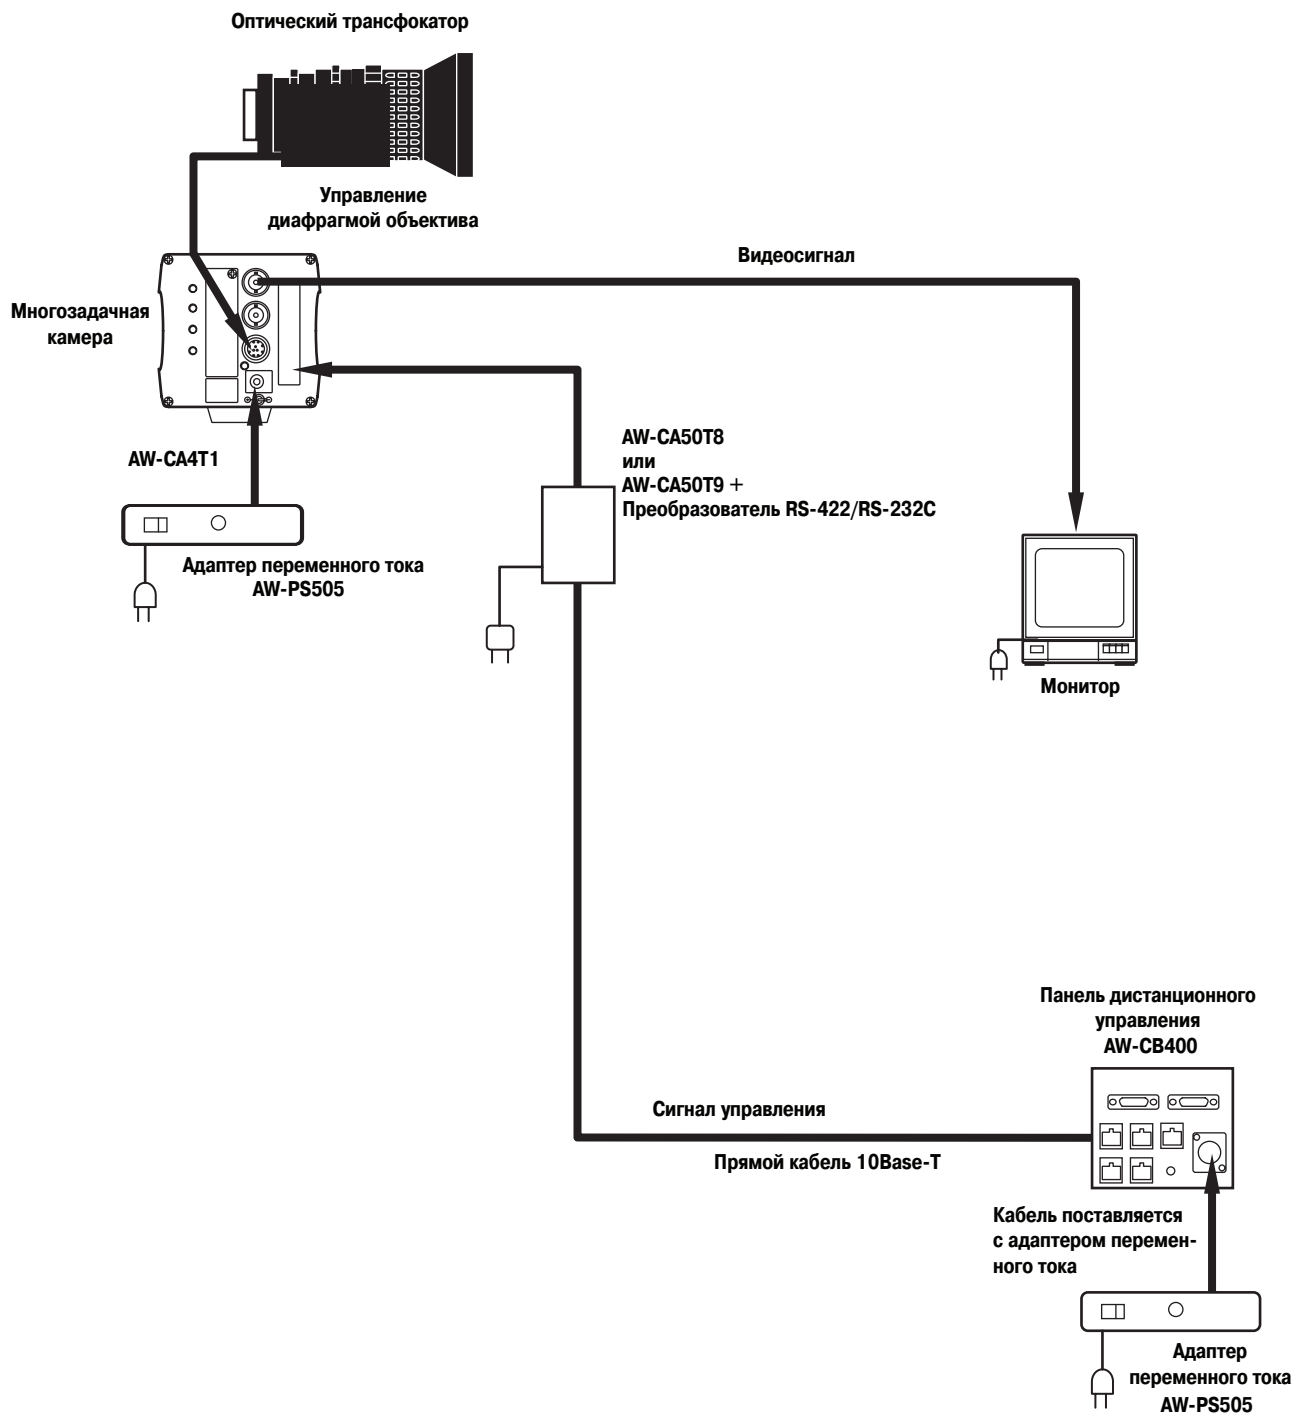 Оптический трансфокатор
Управление
диафрагмой объектива
Видеосигнал
Многозадачная
камера
AW-CA4T1
AW-CA50T8
или
AW-CA50T9 +
Преобразователь RS-422/RS-232C
Адаптер переменного тока
AW-PS505
Монитор
Панель дистанционного
управления
AW-CB400
Сигнал управления
Прямой кабель 10Base-T
Кабель поставляется
с адаптером перемен-
ного тока
Адаптер
переменного тока
AW-PS505